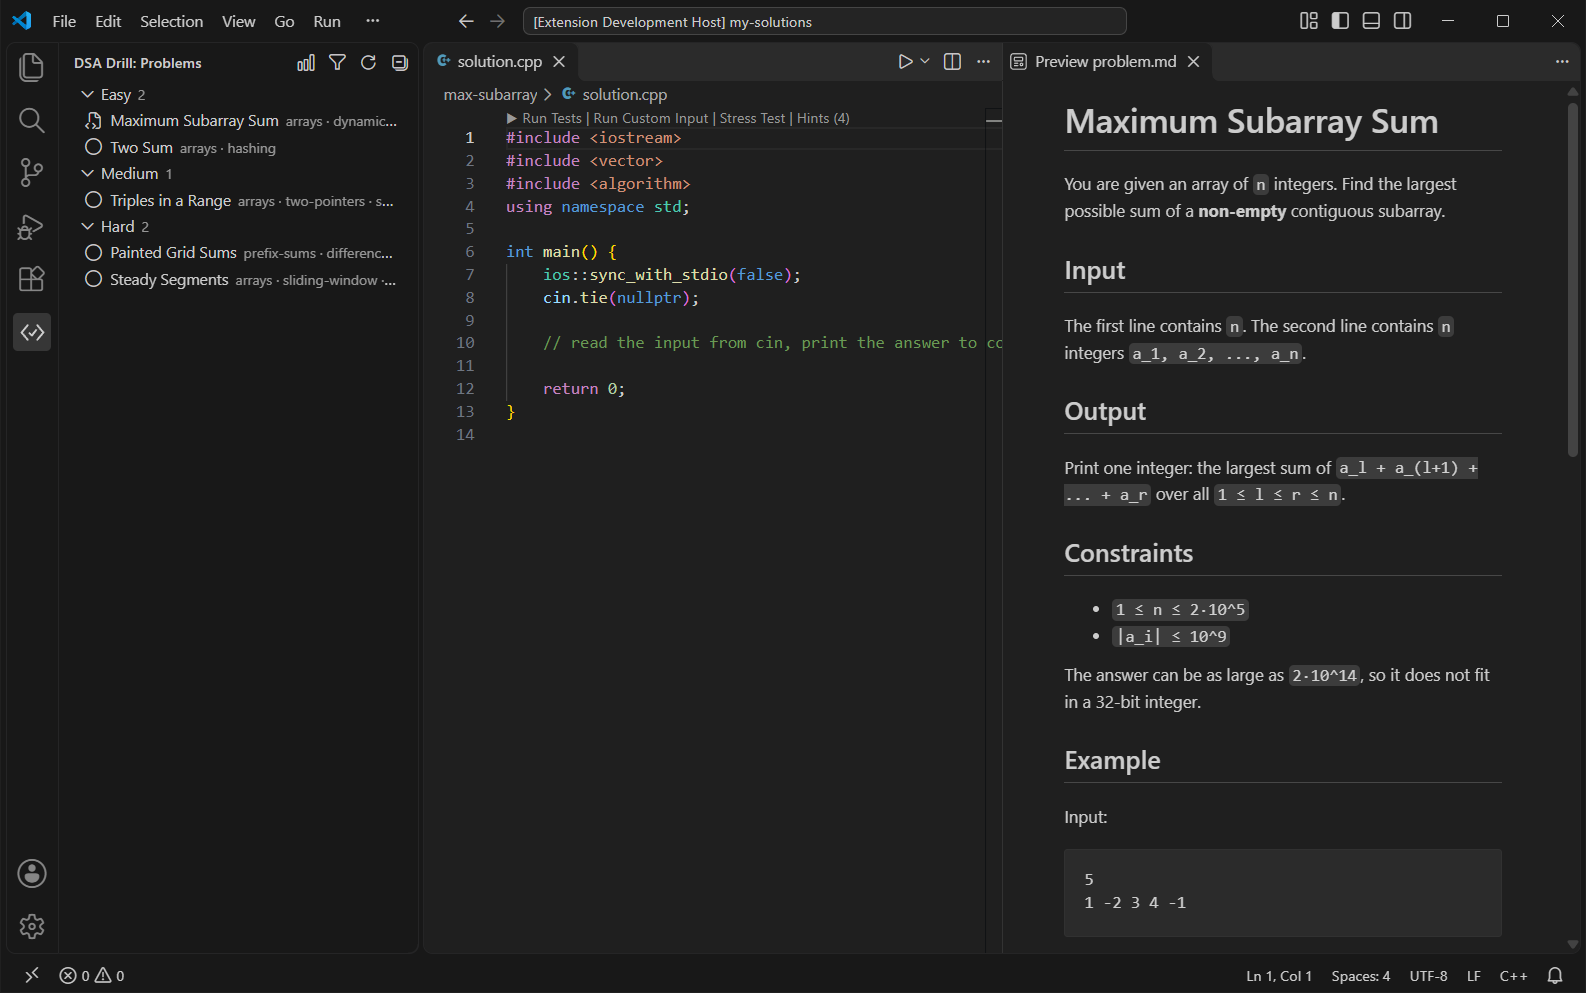 File Edit Selection View Go Run ···
[Extension Development Host] my-solutions
DSA Drill: Problems
Easy 2
Maximum Subarray Sum arrays · dynamic...
Two Sum arrays · hashing
Medium 1
Triples in a Range arrays · two-pointers · s...
Hard 2
Painted Grid Sums prefix-sums · differenc...
Steady Segments arrays · sliding-window ·...
solution.cpp
max-subarray > solution.cpp
Run Tests | Run Custom Input | Stress Test | Hints (4)
1 #include <iostream>
2 #include <vector>
3 #include <algorithm>
4 using namespace std;
5
6 int main() {
7 ios::sync_with_stdio(false);
8 cin.tie(nullptr);
9
10 // read the input from cin, print the answer to co
11
12 return 0;
13 }
14
Preview problem.md
Maximum Subarray Sum
You are given an array of n integers. Find the largest
possible sum of a non-empty contiguous subarray.
Input
The first line contains n. The second line contains n
integers a_1, a_2, ..., a_n.
Output
Print one integer: the largest sum of a_l + a_(l+1) +
... + a_r over all 1 ≤ l ≤ r ≤ n.
Constraints
• 1 ≤ n ≤ 2·10^5
• |a_i| ≤ 10^9
The answer can be as large as 2·10^14, so it does not fit
in a 32-bit integer.
Example
Input:
5
1 -2 3 4 -1
0 0
Ln 1, Col 1 Spaces: 4 UTF-8 LF C++